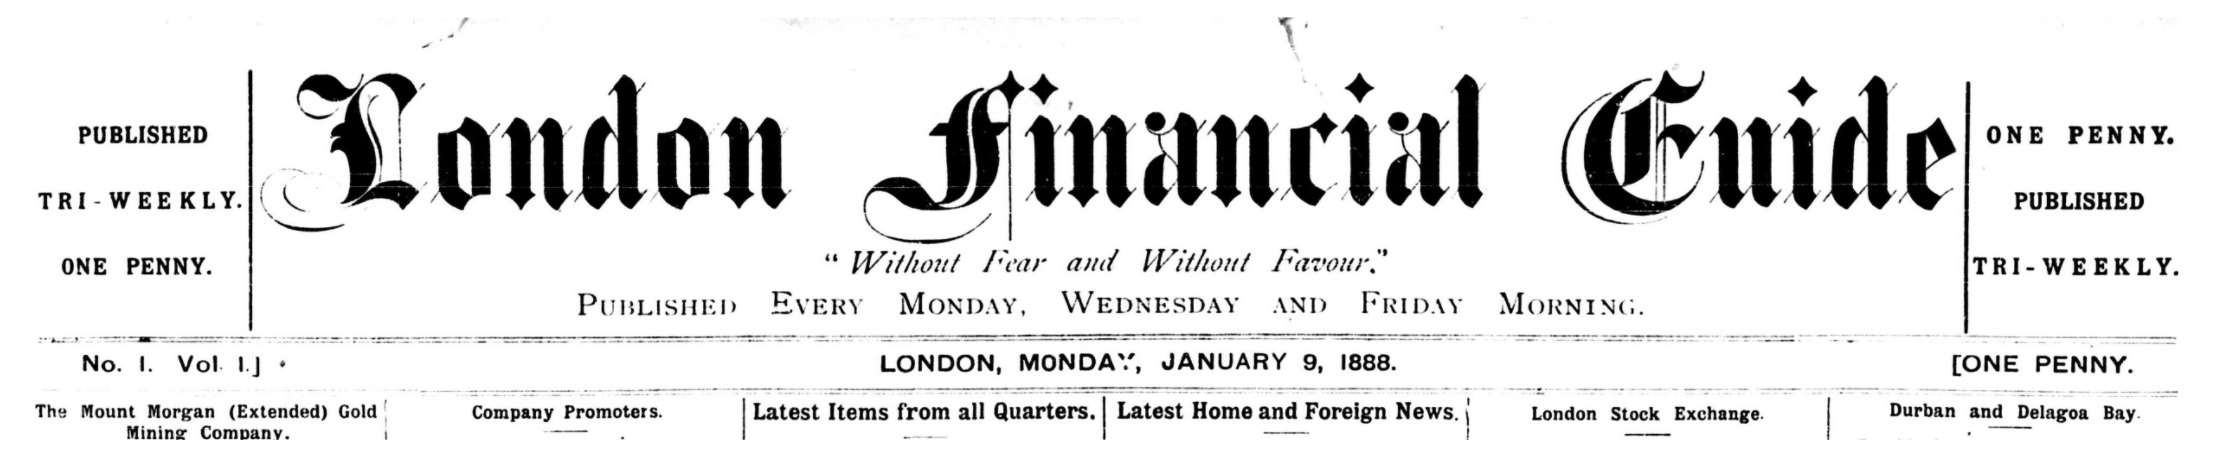 PUBLISHED
TRI-WEEKLY.
ONE PENNY.
London Financial Guide
"Without Fear and Without Favour."
PUBLISHED EVERY MONDAY, WEDNESDAY AND FRIDAY MORNING.
ONE PENNY.
PUBLISHED
TRI-WEEKLY.
No. 1. Vol. 1.]
LONDON, MONDAY, JANUARY 9, 1888.
[ONE PENNY.
The Mount Morgan (Extended) Gold
Mining Company.
Company Promoters.
Latest Items from all Quarters.
Latest Home and Foreign News.
London Stock Exchange.
Durban and Delagoa Bay.